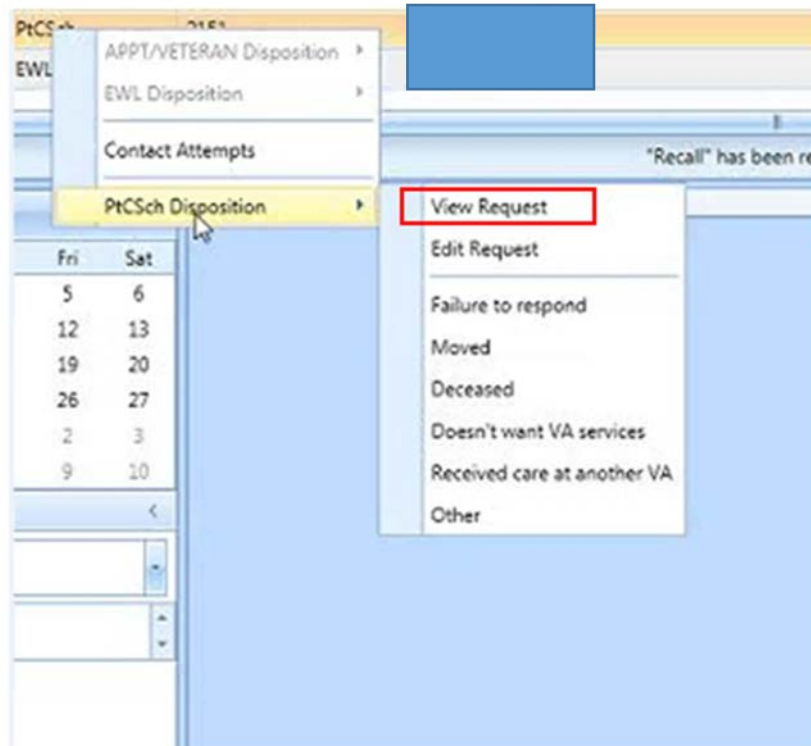 PtCSch 2151
EWL
APPT/VETERAN Disposition
EWL Disposition
Contact Attempts
"Recall" has been re
PtCSch Disposition
View Request
Edit Request
Failure to respond
Moved
Deceased
Doesn't want VA services
Received care at another VA
Other
Fri Sat
5 6
12 13
19 20
26 27
2 3
9 10